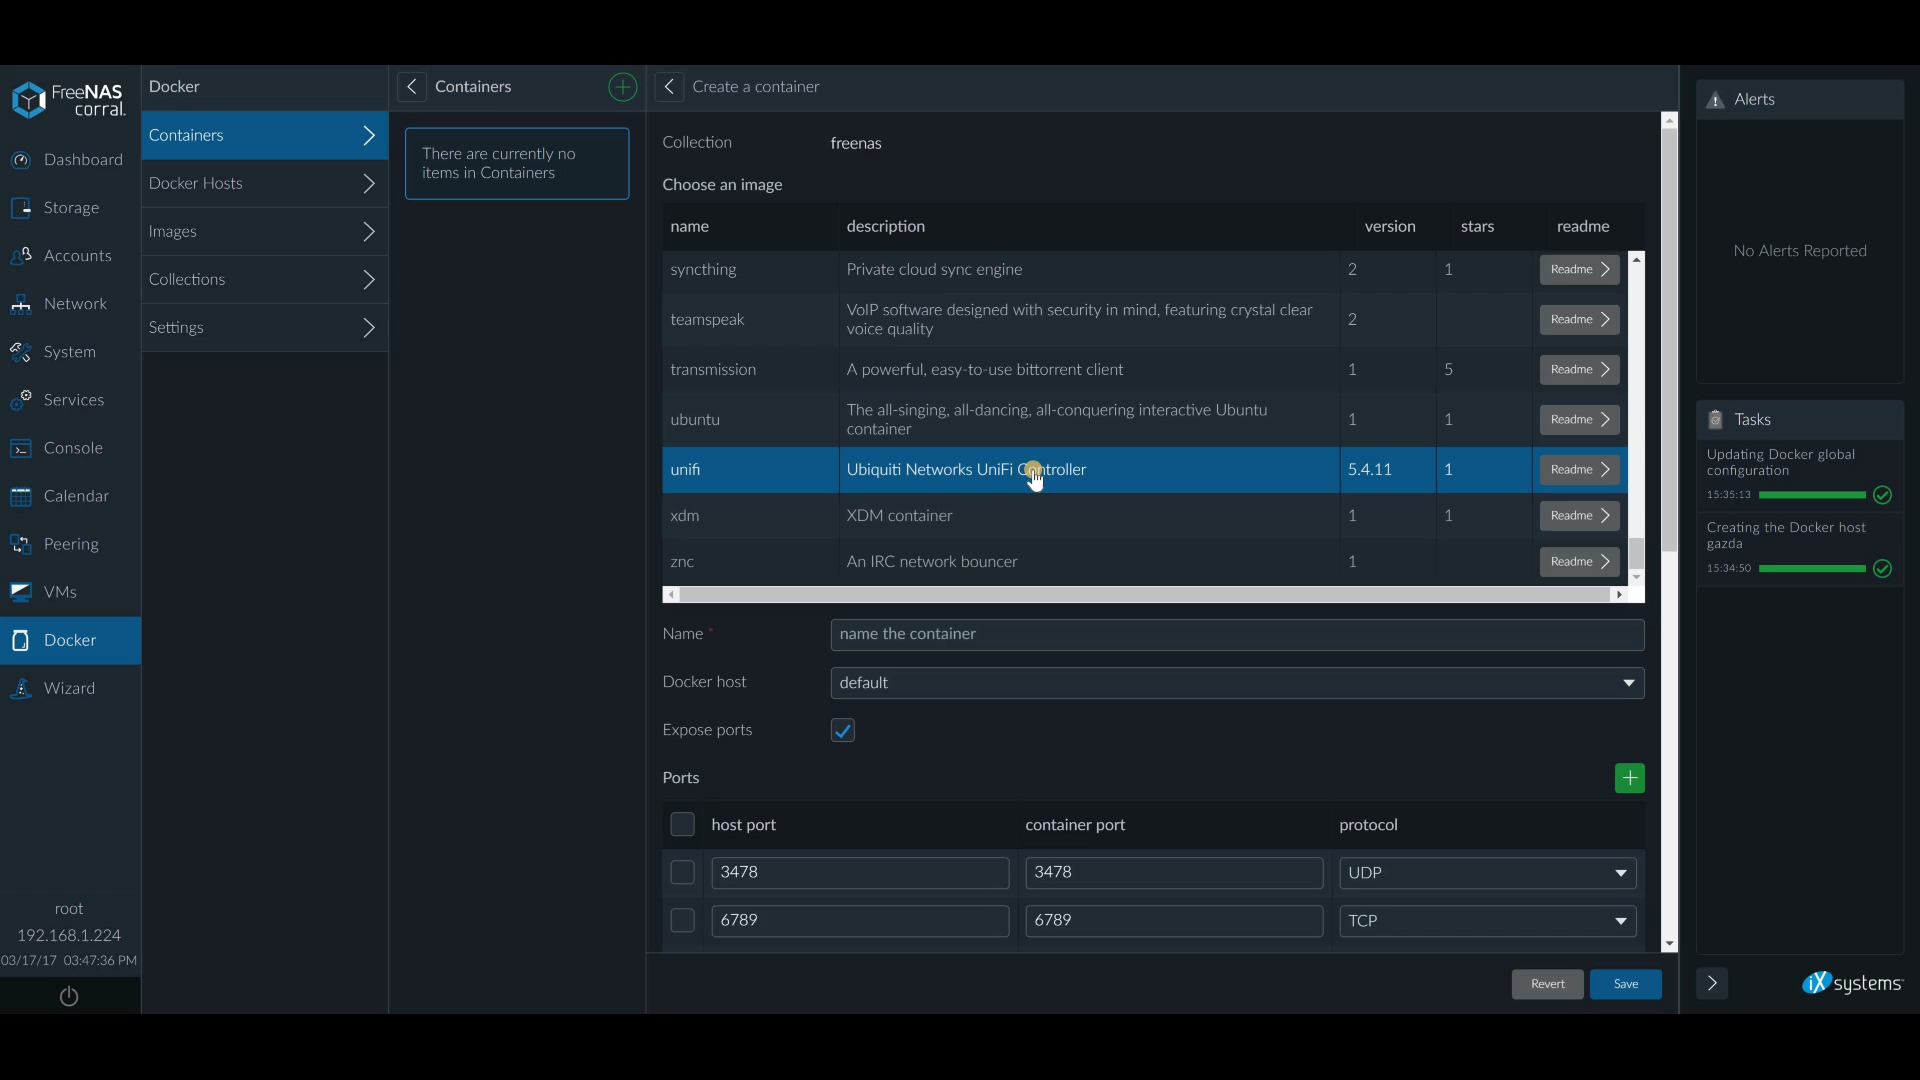 FreeNAS
corral.
Dashboard
Storage
Accounts
Network
System
Services
Console
Calendar
Peering
VMs
Docker
Wizard
root
192.168.1.224
03/17/17 03:47:36 PM
Docker
Containers
Docker Hosts
Images
Collections
Settings
Containers
There are currently no
items in Containers
Create a container
Collection freenas
Choose an image
name description version stars readme
syncthing Private cloud sync engine 2 1 Readme
teamspeak VoIP software designed with security in mind, featuring crystal clear
voice quality 2 Readme
transmission A powerful, easy-to-use bittorrent client 1 5 Readme
ubuntu The all-singing, all-dancing, all-conquering interactive Ubuntu
container 1 1 Readme
unifi Ubiquiti Networks UniFi Controller 5.4.11 1 Readme
xdm XDM container 1 1 Readme
znc An IRC network bouncer 1 Readme
Name * name the container
Docker host default
Expose ports
Ports
host port container port protocol
3478 3478 UDP
6789 6789 TCP
Revert Save
Alerts
No Alerts Reported
Tasks
Updating Docker global
configuration
15:35:13
Creating the Docker host
gazda
15:34:50
iXsystems